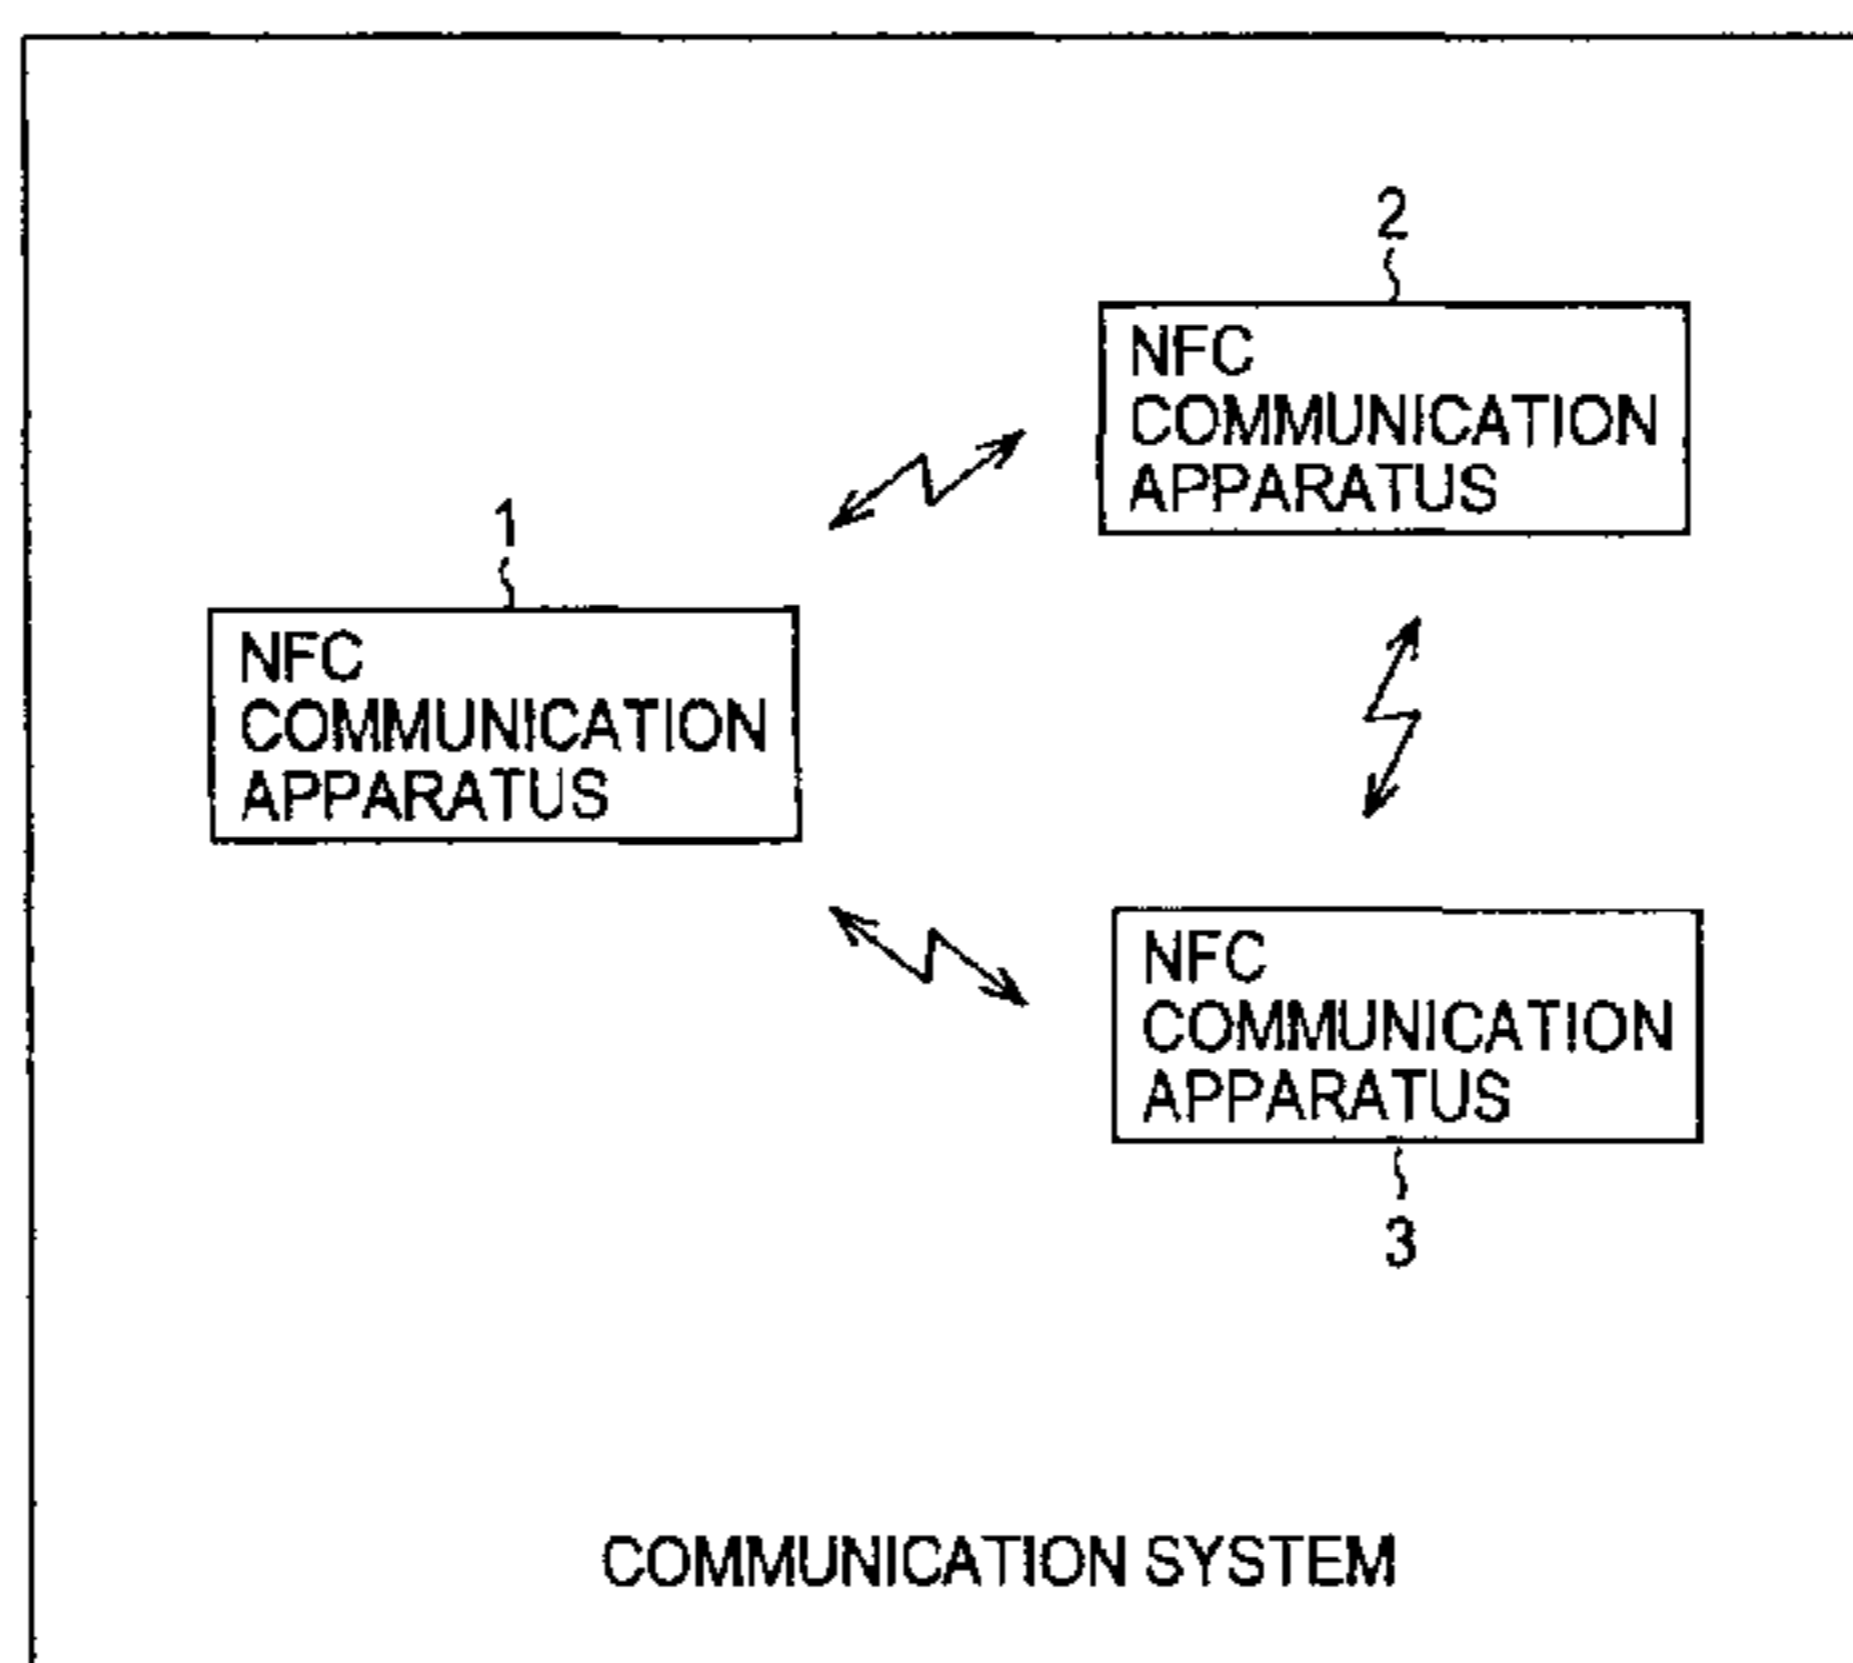 2
NFC
COMMUNICATION
APPARATUS
1
NFC
COMMUNICATION
APPARATUS
NFC
COMMUNICATION
APPARATUS
3
COMMUNICATION SYSTEM